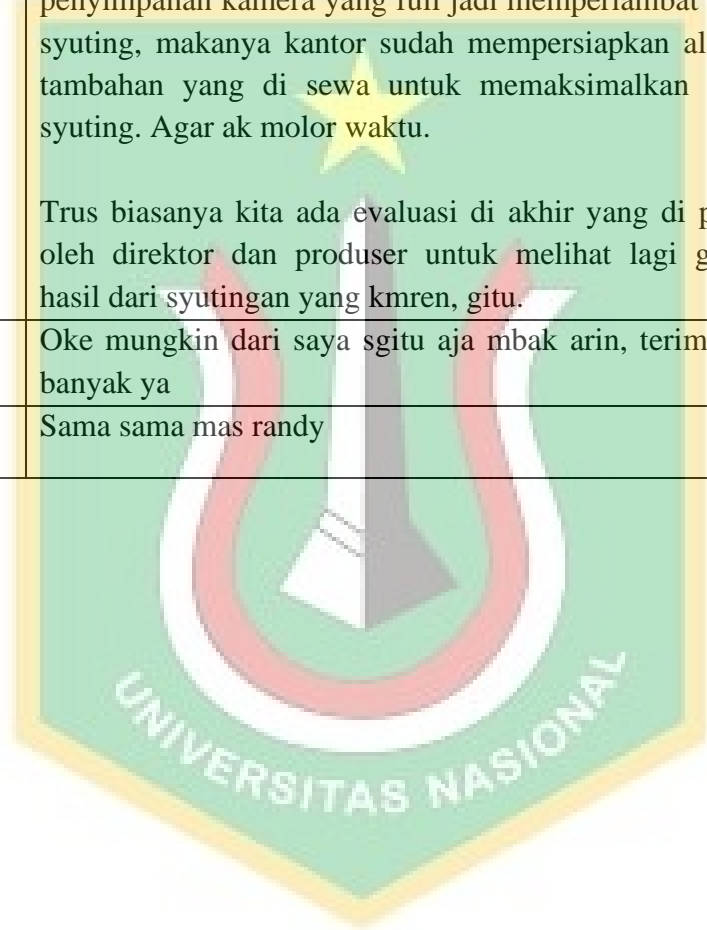 penyimpanan kamera yang full jadi memperlambat
syuting, makanya kantor sudah mempersiapkan al
tambahan yang di sewa untuk memaksimalkan
syuting. Agar ak molor waktu.
Trus biasanya kita ada evaluasi di akhir yang di p
oleh direktor dan produser untuk melihat lagi g
hasil dari syutingan yang kmren, gitu.
Oke mungkin dari saya sgitu aja mbak arin, terim
banyak ya
Sama sama mas randy
UNIVERSITAS NASIONAL